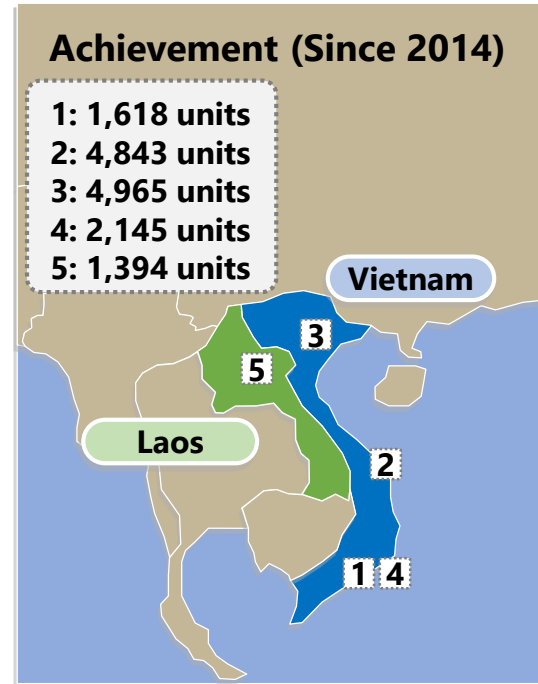 Achievement (Since 2014)
1: 1,618 units
2: 4,843 units
3: 4,965 units
4: 2,145 units
5: 1,394 units
Vietnam
3
5
Laos
2
1 4